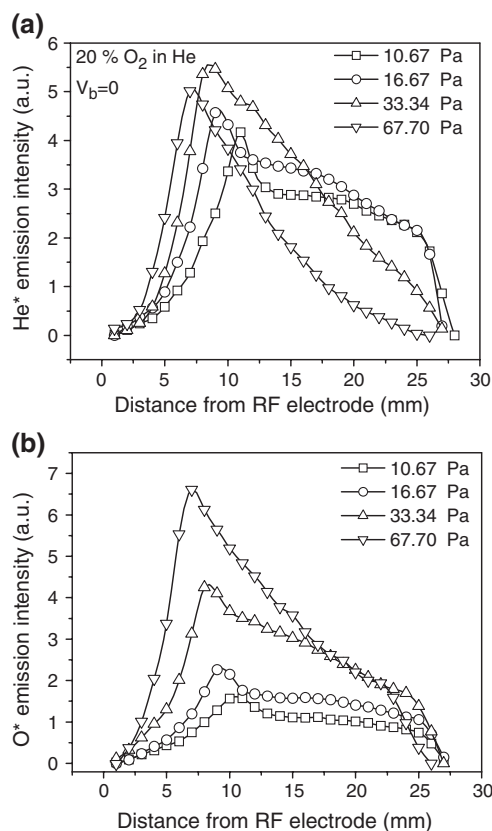 (a)
20 % O₂ in He
V_b=0
10.67 Pa
16.67 Pa
33.34 Pa
67.70 Pa
6
5
4
3
2
1
0
He* emission intensity (a.u.)
0 5 10 15 20 25 30
Distance from RF electrode (mm)
(b)
10.67 Pa
16.67 Pa
33.34 Pa
67.70 Pa
7
6
5
4
3
2
1
0
O* emission intensity (a.u.)
0 5 10 15 20 25 30
Distance from RF electrode (mm)